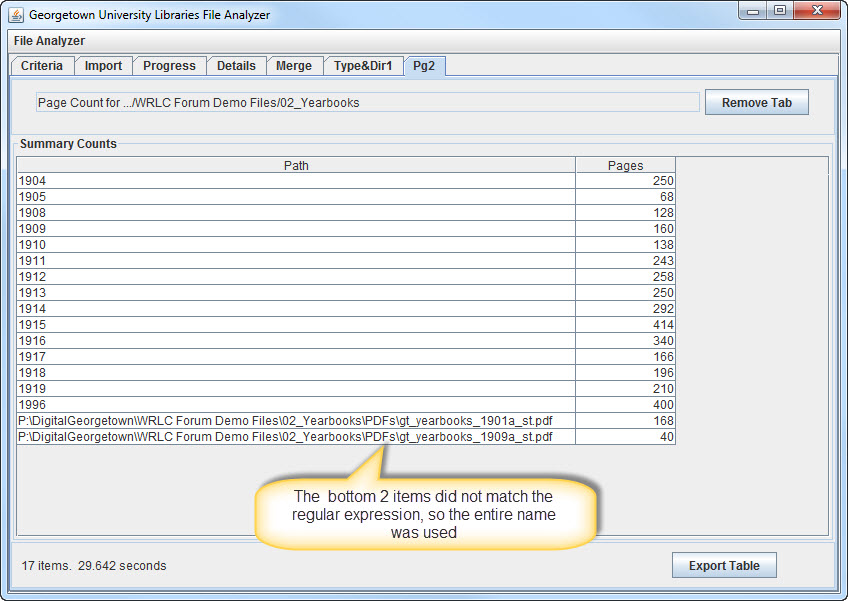 Georgetown University Libraries File Analyzer
File Analyzer
Criteria Import Progress Details Merge Type&Dir1 Pg2
Page Count for .../WRLC Forum Demo Files/02_Yearbooks Remove Tab
Summary Counts
Path Pages
1904 250
1905 68
1908 128
1909 160
1910 138
1911 243
1912 258
1913 250
1914 292
1915 414
1916 340
1917 166
1918 196
1919 210
1996 400
P:\DigitalGeorgetown\WRLC Forum Demo Files\02_Yearbooks\PDFs\gt_yearbooks_1901a_st.pdf 168
P:\DigitalGeorgetown\WRLC Forum Demo Files\02_Yearbooks\PDFs\gt_yearbooks_1909a_st.pdf 40
The bottom 2 items did not match the
regular expression, so the entire name
was used
17 items. 29.642 seconds Export Table